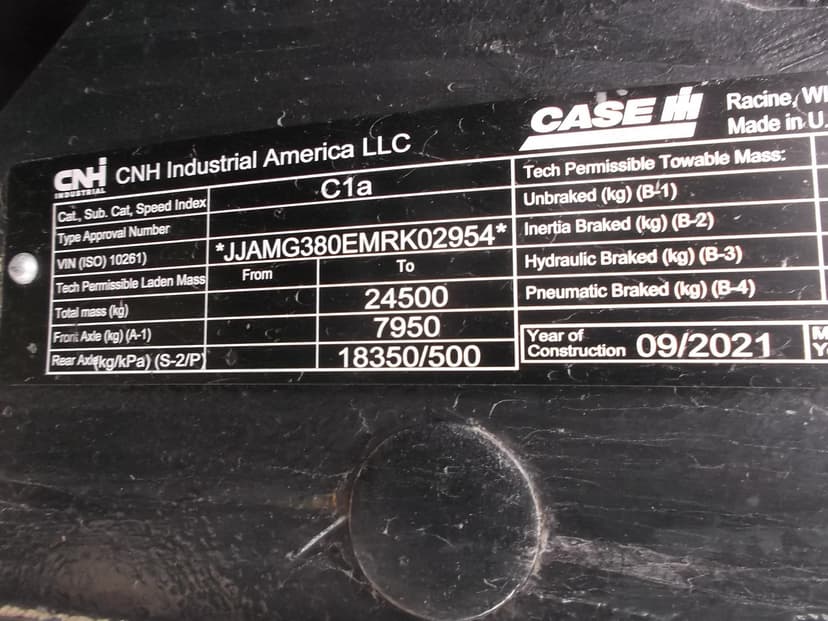 CNH INDUSTRIAL CNH Industrial America LLC
Cat., Sub. Cat, Speed Index C1a
Type Approval Number
VIN (ISO) 10261) *JJAMG380EMRK02954*
Tech Permissible Laden Mass From To
Total mass (kg) 24500
Front Axle (kg) (A-1) 7950
Rear Axle(kg/kPa) (S-2/P) 18350/500
CASE IH Racine, WI
Made in U.
Tech Permissible Towable Mass:
Unbraked (kg) (B-1)
Inertia Braked (kg) (B-2)
Hydraulic Braked (kg) (B-3)
Pneumatic Braked (kg) (B-4)
Year of
Construction 09/2021